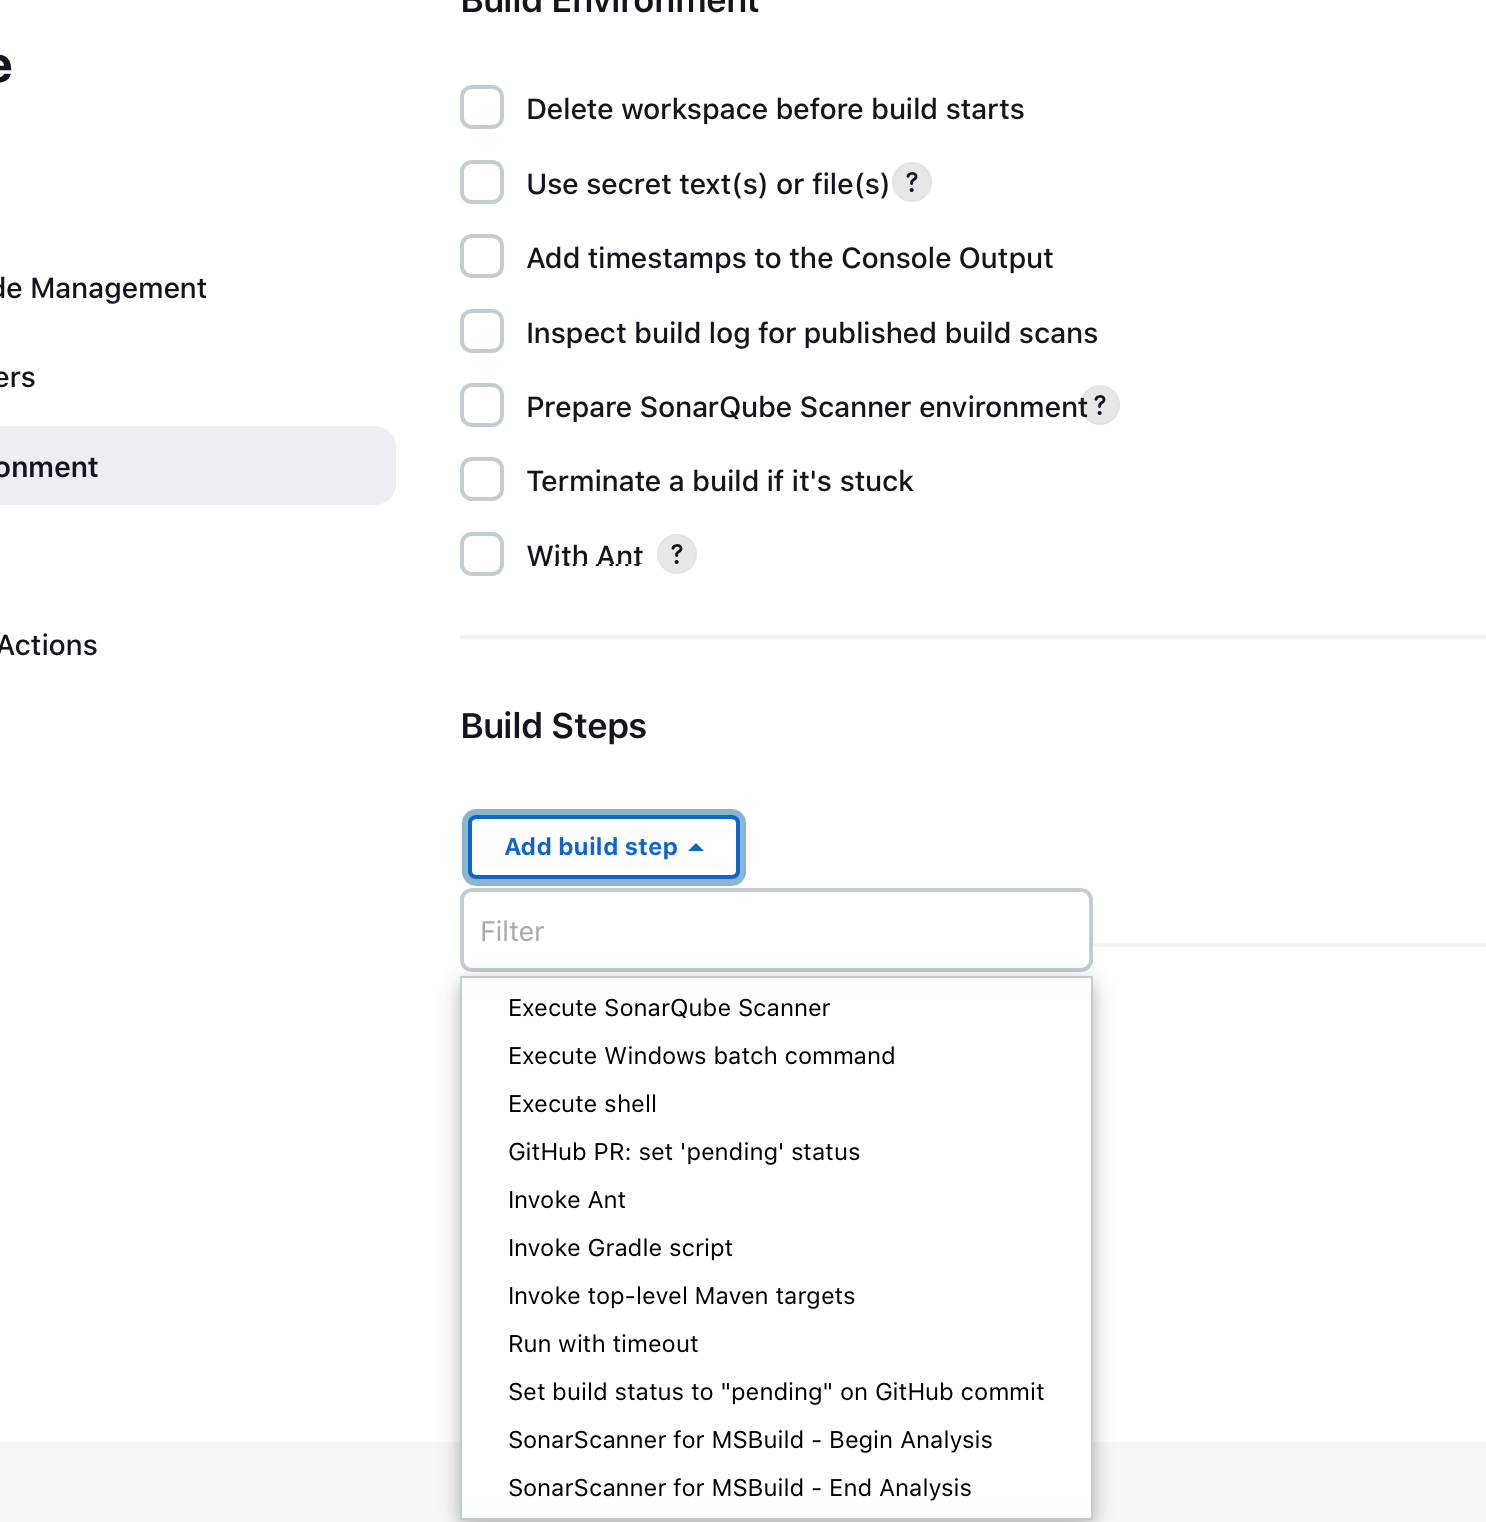 Build Environment
e
Delete workspace before build starts
Use secret text(s) or file(s) ?
Add timestamps to the Console Output
de Management
Inspect build log for published build scans
ers
Prepare SonarQube Scanner environment ?
onment
Terminate a build if it's stuck
With Ant ?
Actions
Build Steps
Add build step
Filter
Execute SonarQube Scanner
Execute Windows batch command
Execute shell
GitHub PR: set 'pending' status
Invoke Ant
Invoke Gradle script
Invoke top-level Maven targets
Run with timeout
Set build status to "pending" on GitHub commit
SonarScanner for MSBuild - Begin Analysis
SonarScanner for MSBuild - End Analysis